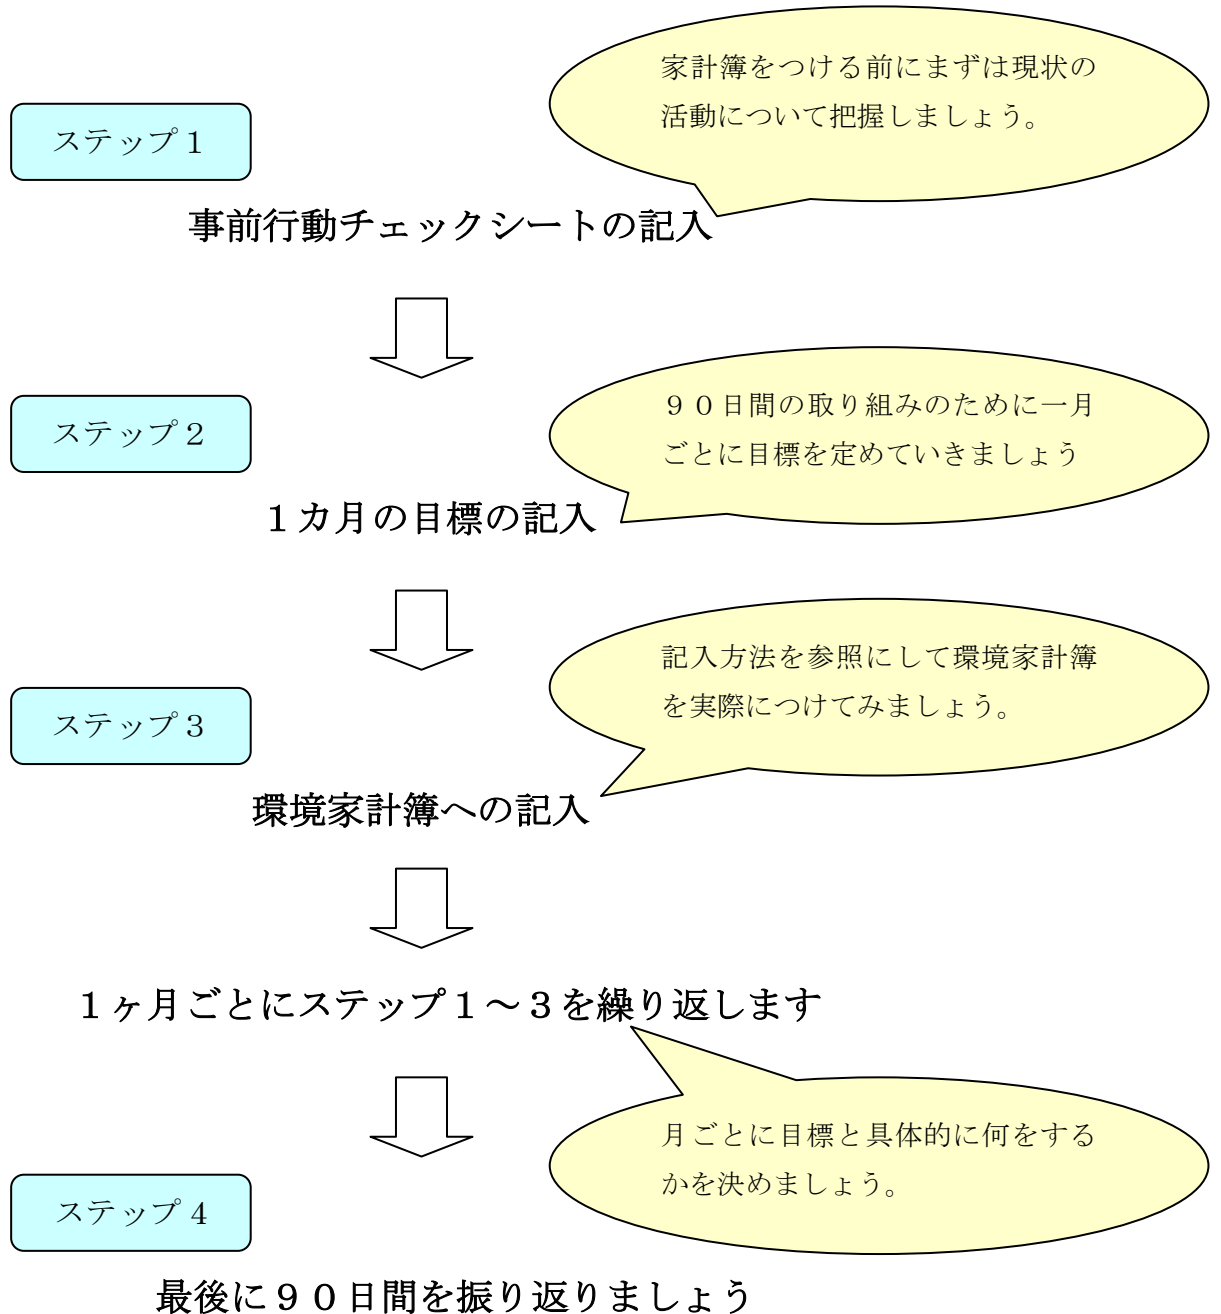 家計簿をつける前にまずは現状の
活動について把握しましょう。
ステップ１
事前行動チェックシートの記入
９０日間の取り組みのために一月
ごとに目標を定めていきましょう
ステップ２
１カ月の目標の記入
記入方法を参照にして環境家計簿
を実際につけてみましょう。
ステップ３
環境家計簿への記入
１ヶ月ごとにステップ１～３を繰り返します
月ごとに目標と具体的に何をする
かを決めましょう。
ステップ 4
最後に９０日間を振り返りましょう